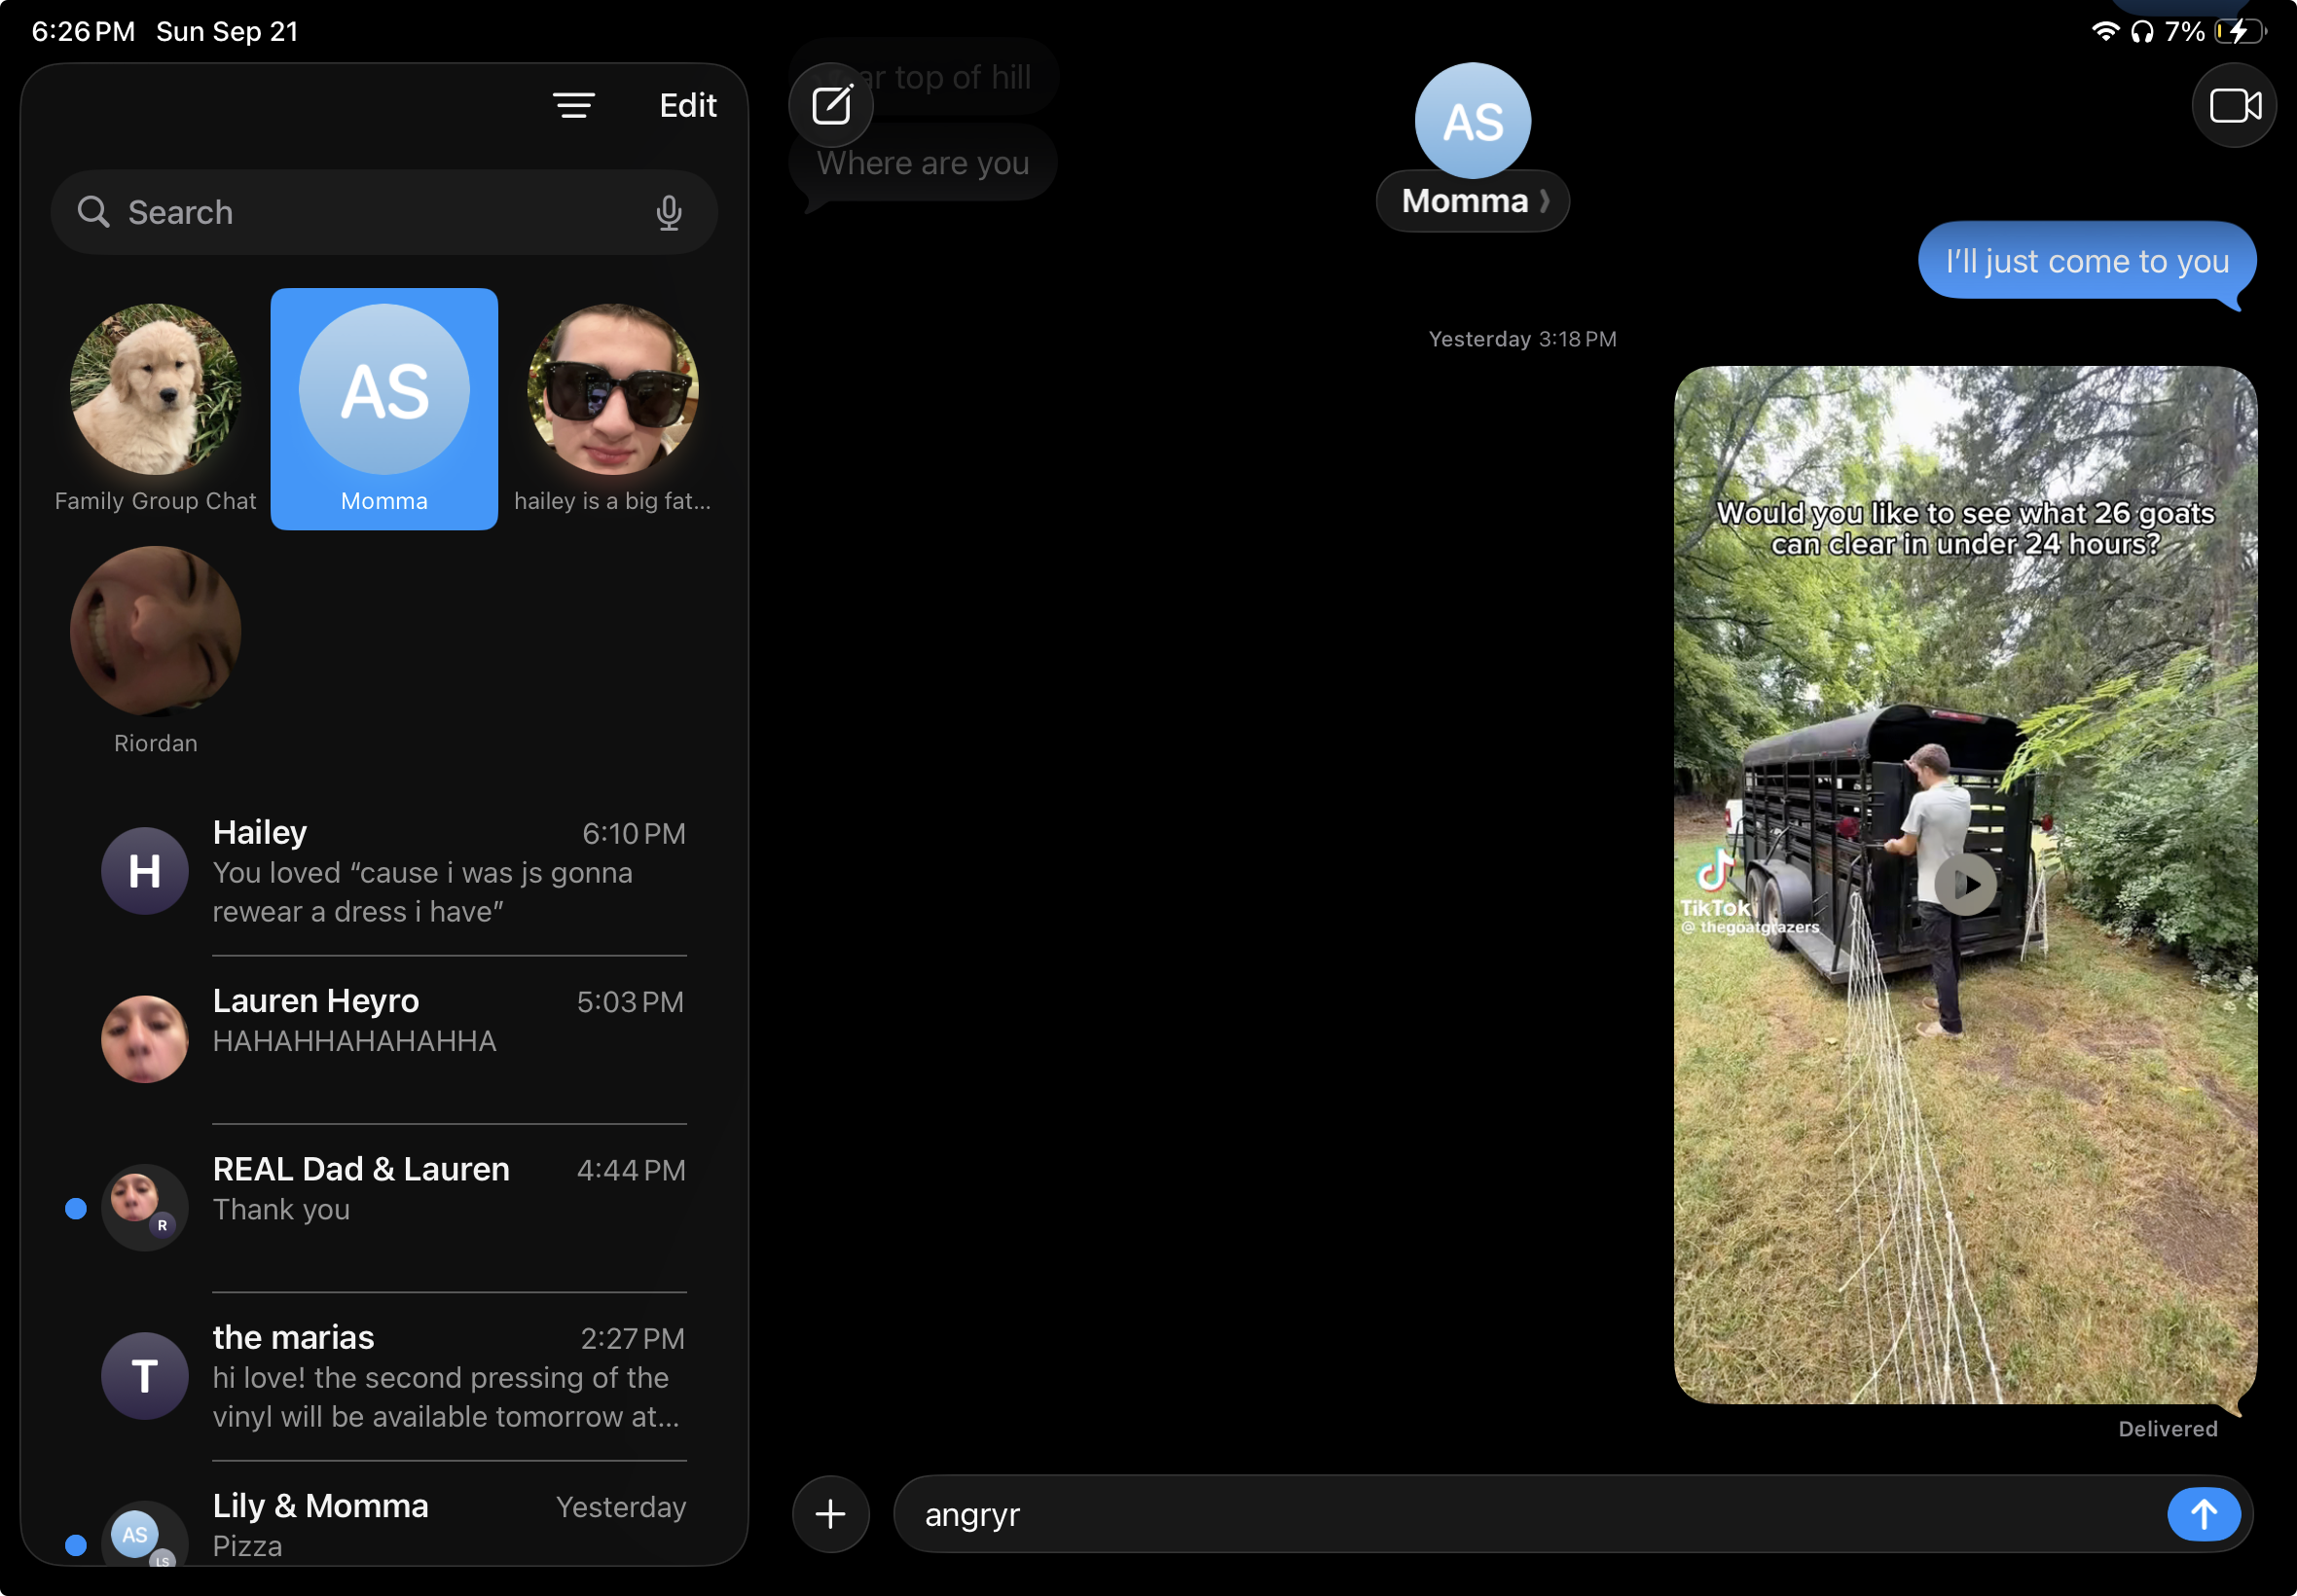 6:26 PM Sun Sep 21
7%
Edit
Search
AS
Family Group Chat
Momma
hailey is a big fat...
Riordan
H
Hailey
6:10 PM
You loved “cause i was js gonna
rewear a dress i have”
Lauren Heyro
5:03 PM
HAHAHHAHAHAHHA
R
REAL Dad & Lauren
4:44 PM
Thank you
T
the marias
2:27 PM
hi love! the second pressing of the
vinyl will be available tomorrow at...
AS
LS
Lily & Momma
Yesterday
Pizza
top of hill
Where are you
AS
Momma
I’ll just come to you
Yesterday 3:18 PM
Would you like to see what 26 goats
can clear in under 24 hours?
TikTok
@ thegoatgrazers
Delivered
angryr